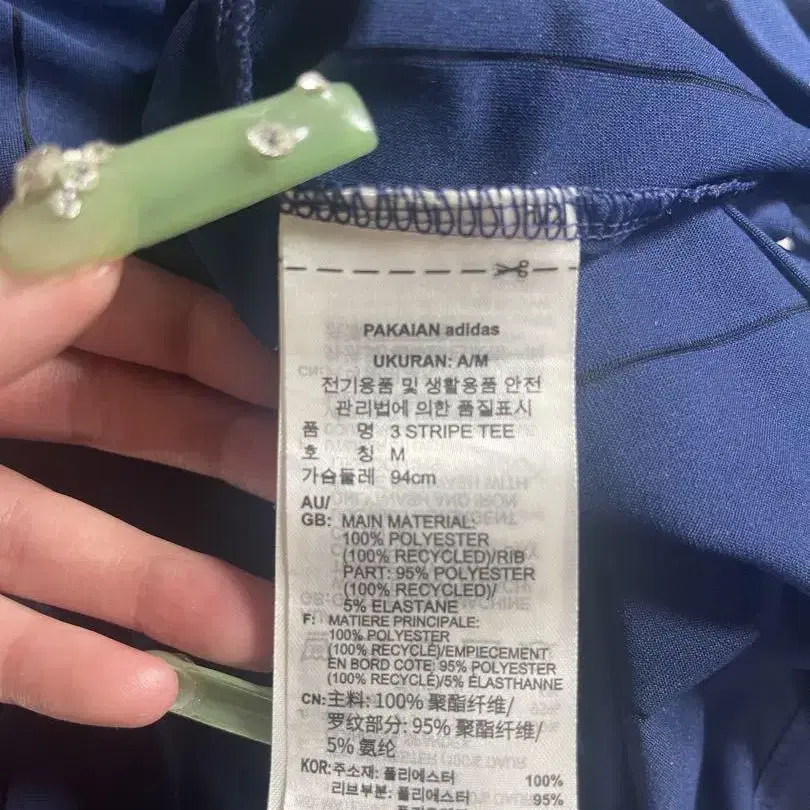 PAKAIAN adidas
UKURAN: A/M
전기용품 및 생활용품 안전
관리법에 의한 품질표시
품 명 3 STRIPE TEE
호 칭 M
가슴둘레 94cm
AU/
GB: MAIN MATERIAL:
100% POLYESTER
(100% RECYCLED)/RIB
PART: 95% POLYESTER
(100% RECYCLED)/
5% ELASTANE
F: MATIERE PRINCIPALE:
100% POLYESTER
(100% RECYCLÉ)/EMPIECEMENT
EN BORD COTE: 95% POLYESTER
(100% RECYCLÉ)/5% ÉLASTHANNE
CN: 主料: 100% 聚酯纤维/
罗纹部分: 95% 聚酯纤维/
5% 氨纶
KOR: 주소재: 폴리에스터 100%
리브부분: 폴리에스터 95%